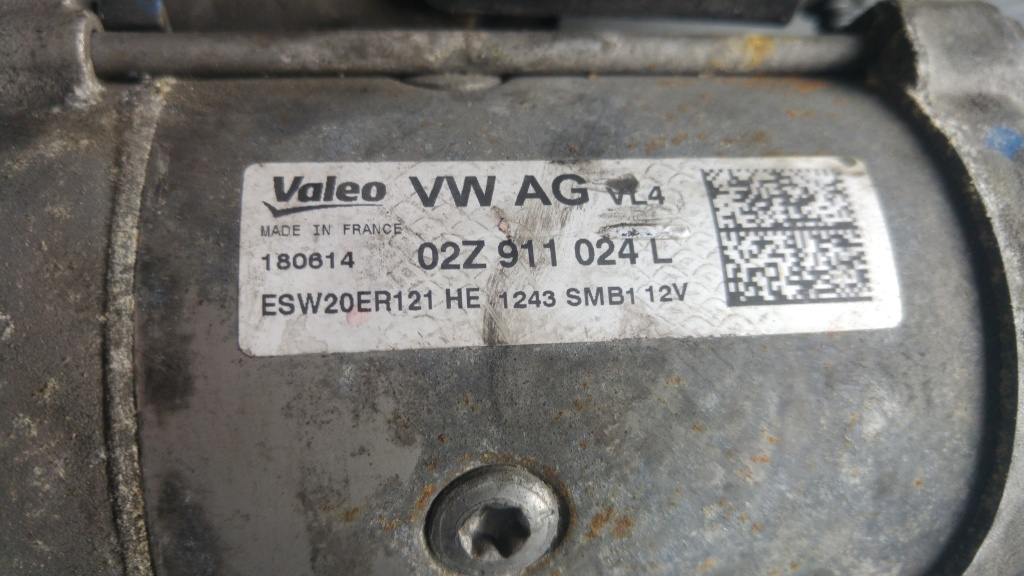 Valeo VW AG VL4
MADE IN FRANCE
180614 02Z 911 024 L
ESW20ER121 HE 1243 SMB1 12V